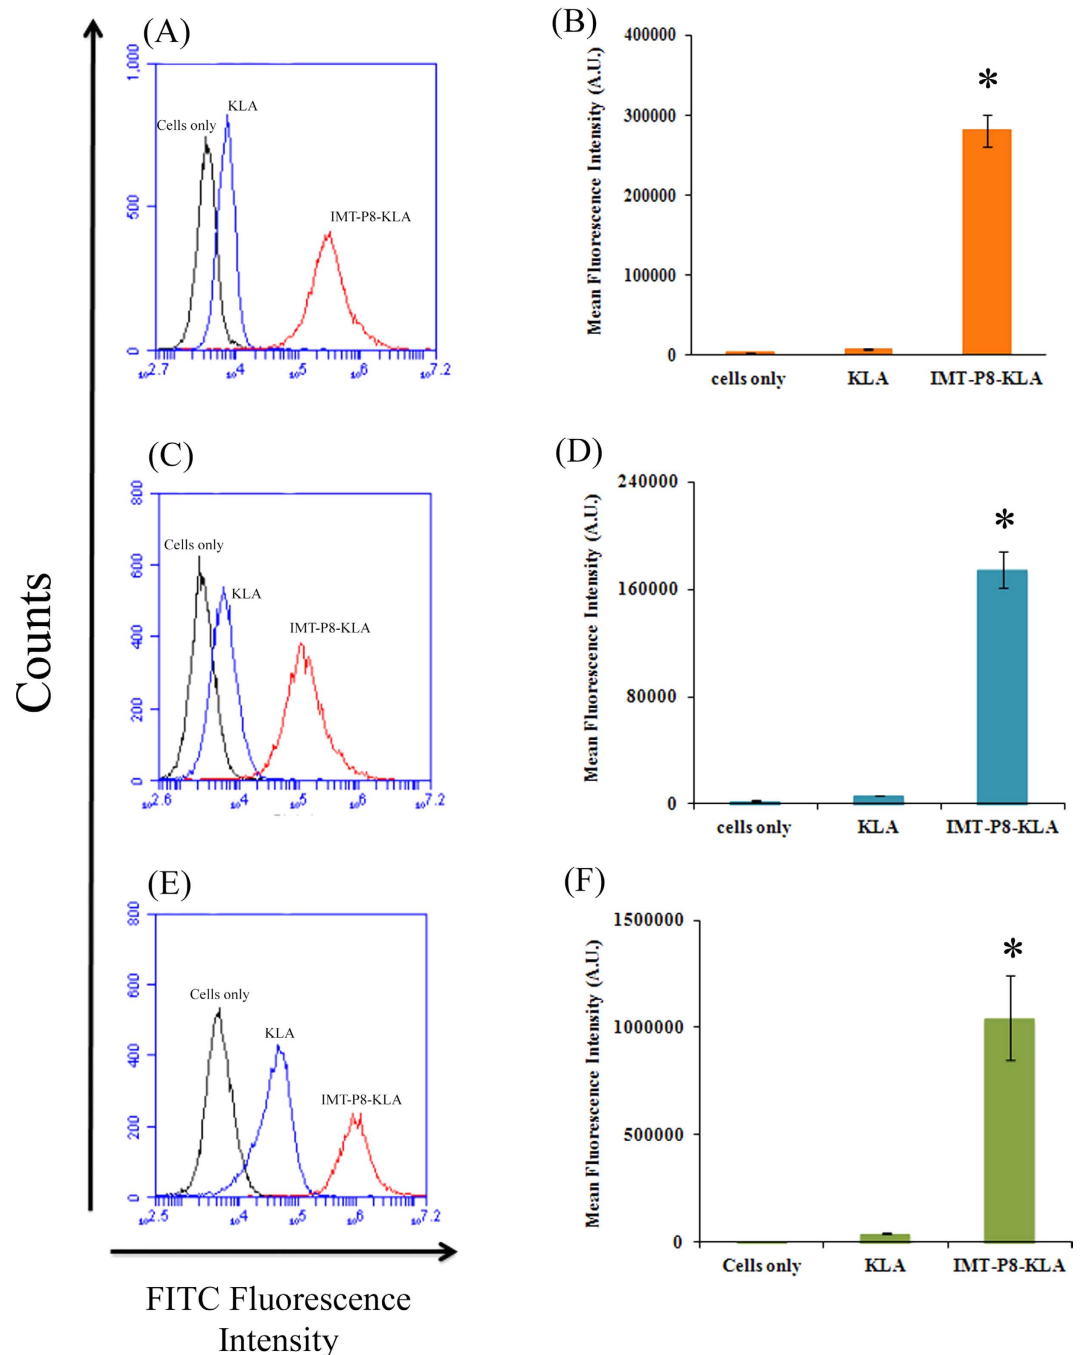 (A)
1,000
500
0
Cells only
KLA
IMT-P8-KLA
10^2.7 10^4 10^5 10^6 10^7.2
(B)
Mean Fluorescence Intensity (A.U.)
400000
300000
200000
100000
0
*
cells only KLA IMT-P8-KLA
(C)
800
600
400
200
0
Cells only
KLA
IMT-P8-KLA
10^2.6 10^4 10^5 10^6 10^7.2
(D)
Mean Fluorescence Intensity (A.U.)
240000
160000
80000
0
*
cells only KLA IMT-P8-KLA
(E)
800
600
400
200
0
Cells only
KLA
IMT-P8-KLA
10^2.5 10^4 10^5 10^6 10^7.2
(F)
Mean Fluorescence Intensity (A.U.)
1500000
1000000
500000
0
*
Cells only KLA IMT-P8-KLA
Counts
FITC Fluorescence
Intensity